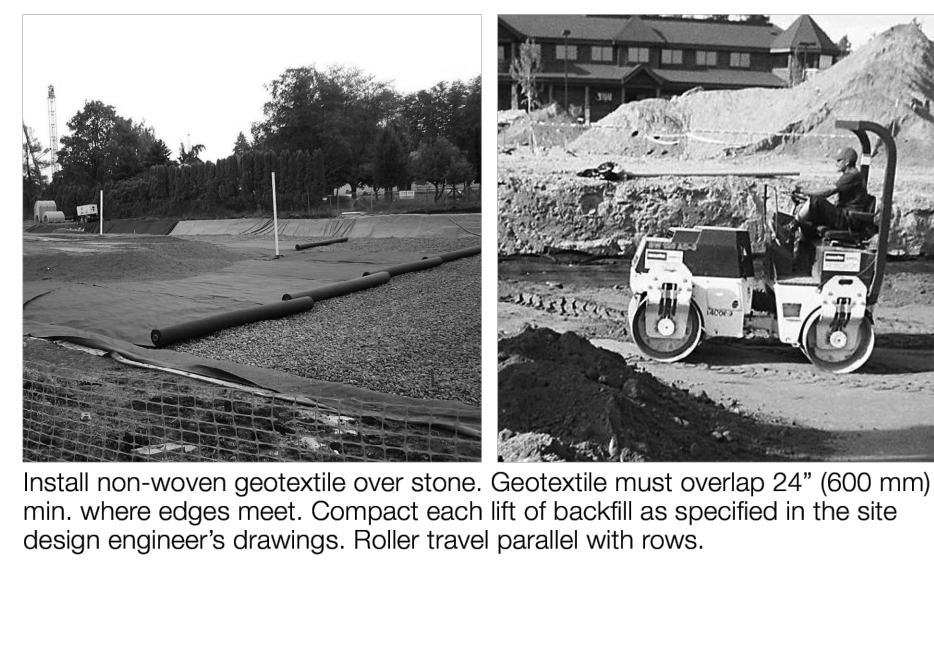 Install non-woven geotextile over stone. Geotextile must overlap 24” (600 mm)
min. where edges meet. Compact each lift of backfill as specified in the site
design engineer’s drawings. Roller travel parallel with rows.